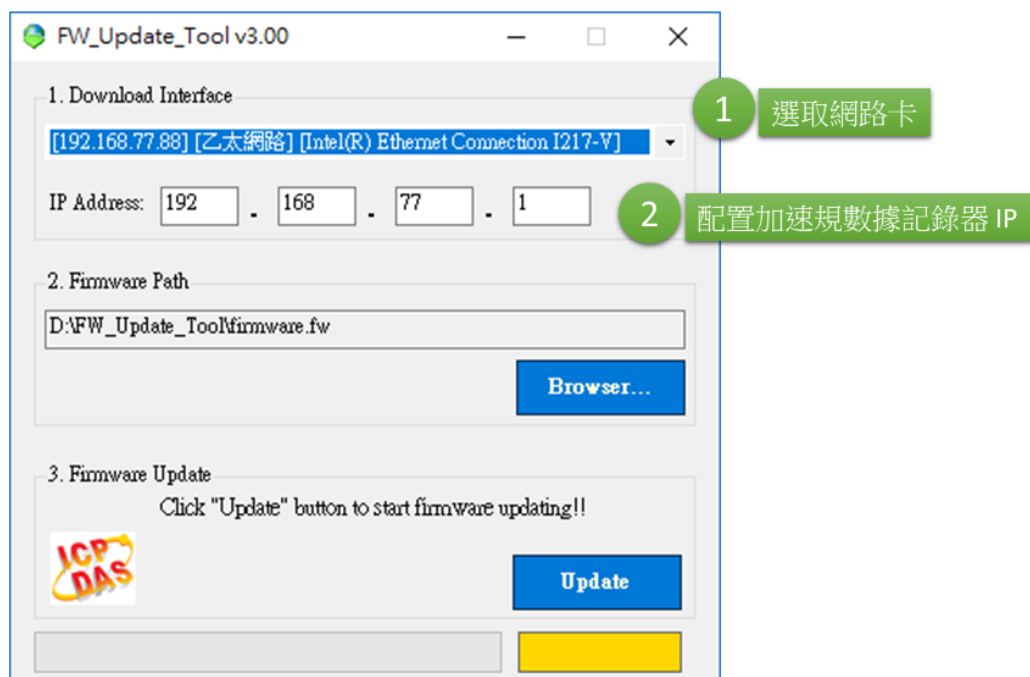 FW_Update_Tool v3.00
1. Download Interface
[192.168.77.88] [乙太網路] [Intel(R) Ethernet Connection I217-V]
1 選取網路卡
IP Address: 192 . 168 . 77 . 1
2 配置加速規數據記錄器 IP
2. Firmware Path
D:\FW_Update_Tool\firmware.fw
Browser...
3. Firmware Update
Click "Update" button to start firmware updating!!
ICP
DAS
Update